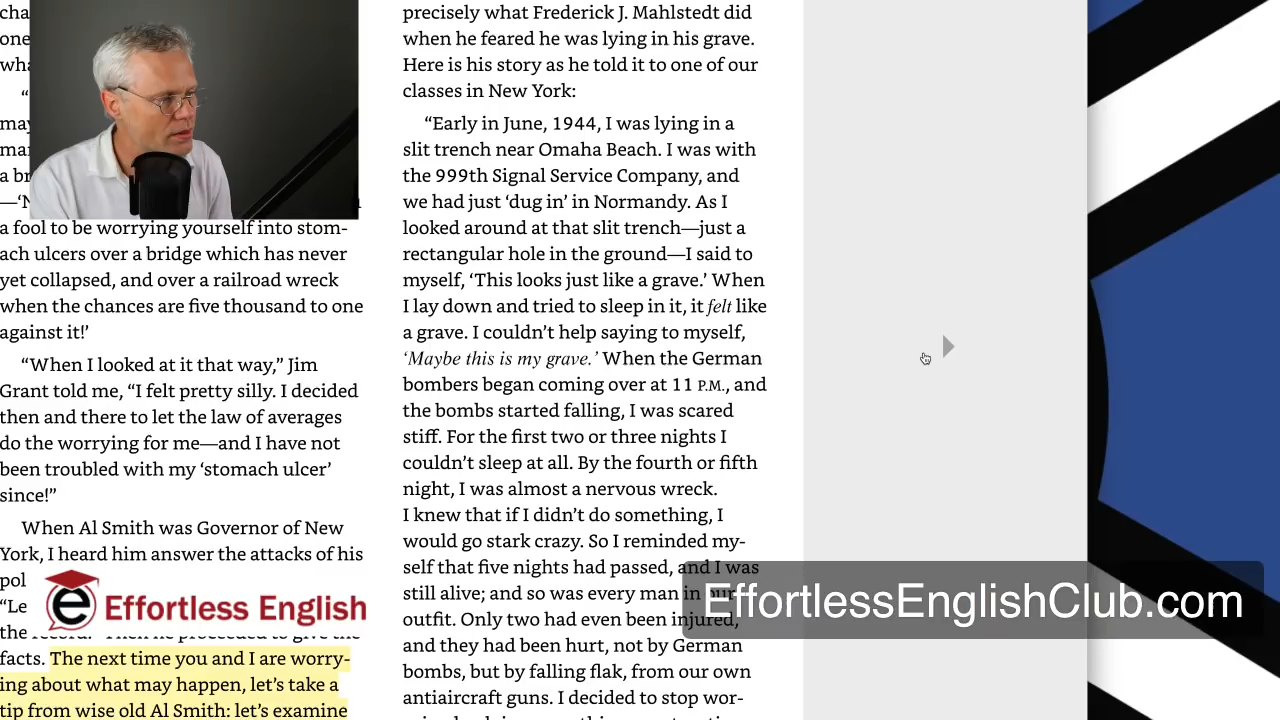 cha
one
wha
“
may
mar
a br
—‘N
a fool to be worrying yourself into stom-
ach ulcers over a bridge which has never
yet collapsed, and over a railroad wreck
when the chances are five thousand to one
against it!’
“When I looked at it that way,” Jim
Grant told me, “I felt pretty silly. I decided
then and there to let the law of averages
do the worrying for me—and I have not
been troubled with my ‘stomach ulcer’
since!”
When Al Smith was Governor of New
York, I heard him answer the attacks of his
pol
“Le
the
facts. The next time you and I are worry-
ing about what may happen, let’s take a
tip from wise old Al Smith: let’s examine
precisely what Frederick J. Mahlstedt did
when he feared he was lying in his grave.
Here is his story as he told it to one of our
classes in New York:
“Early in June, 1944, I was lying in a
slit trench near Omaha Beach. I was with
the 999th Signal Service Company, and
we had just ‘dug in’ in Normandy. As I
looked around at that slit trench—just a
rectangular hole in the ground—I said to
myself, ‘This looks just like a grave.’ When
I lay down and tried to sleep in it, it felt like
a grave. I couldn’t help saying to myself,
‘Maybe this is my grave.’ When the German
bombers began coming over at 11 P.M., and
the bombs started falling, I was scared
stiff. For the first two or three nights I
couldn’t sleep at all. By the fourth or fifth
night, I was almost a nervous wreck.
I knew that if I didn’t do something, I
would go stark crazy. So I reminded my-
self that five nights had passed, and I was
still alive; and so was every man in our
outfit. Only two had even been injured,
and they had been hurt, not by German
bombs, but by falling flak, from our own
antiaircraft guns. I decided to stop wor-
e Effortless English
EffortlessEnglishClub.com